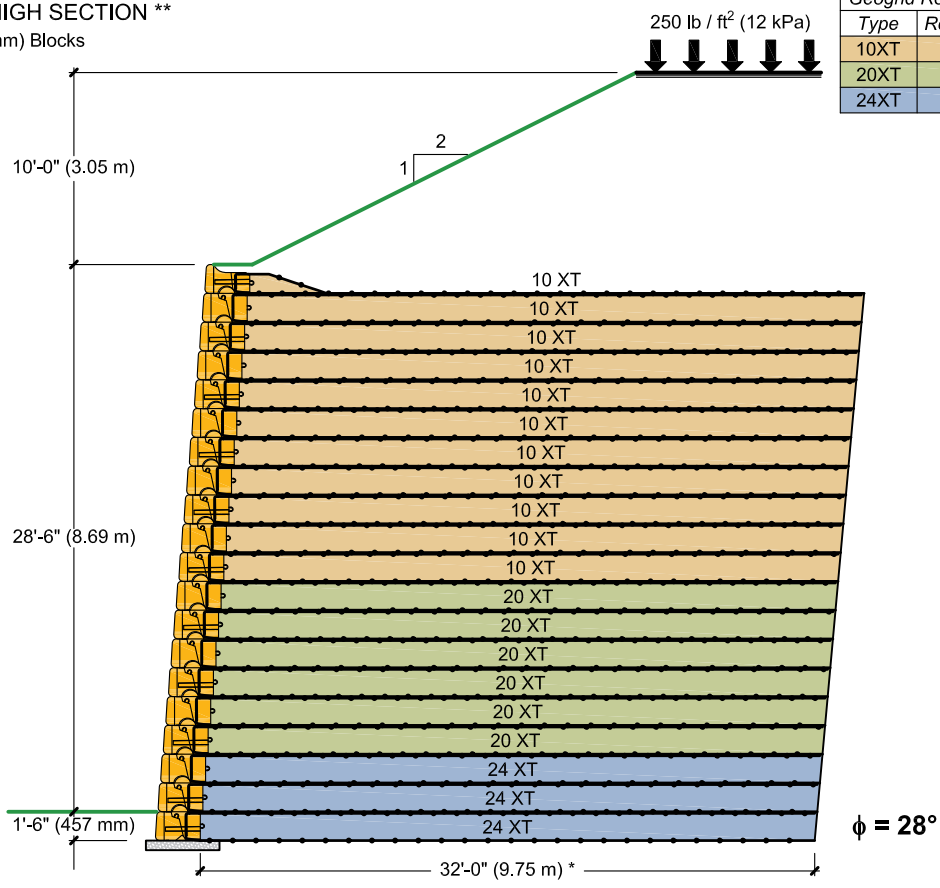 HIGH SECTION **
m) Blocks
250 lb / ft² (12 kPa)
Type
10XT
20XT
24XT
2
1
10'-0" (3.05 m)
10 XT
10 XT
10 XT
10 XT
10 XT
10 XT
10 XT
10 XT
10 XT
10 XT
10 XT
28'-6" (8.69 m)
20 XT
20 XT
20 XT
20 XT
20 XT
20 XT
24 XT
24 XT
24 XT
1'-6" (457 mm)
ϕ = 28°
32'-0" (9.75 m) *